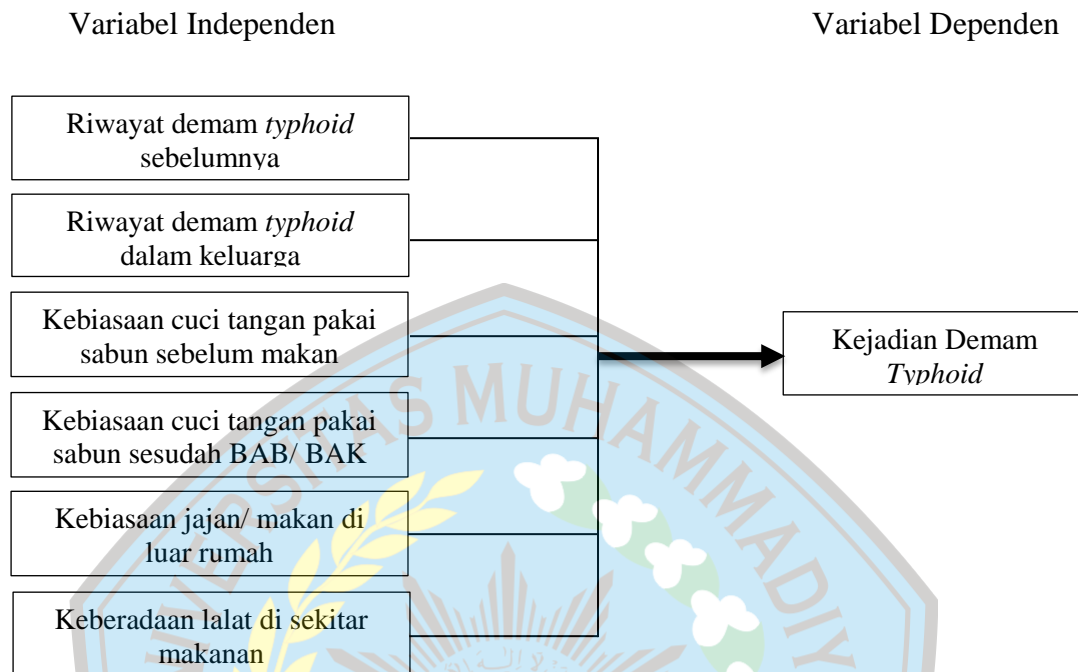 Variabel Independen
Variabel Dependen
Riwayat demam typhoid
sebelumnya
Riwayat demam typhoid
dalam keluarga
Kebiasaan cuci tangan pakai
sabun sebelum makan
Kejadian Demam
Typhoid
Kebiasaan cuci tangan pakai
sabun sesudah BAB/ BAK
Kebiasaan jajan/ makan di
luar rumah
Keberadaan lalat di sekitar
makanan
UNIVERSITAS MUHAMMADIY